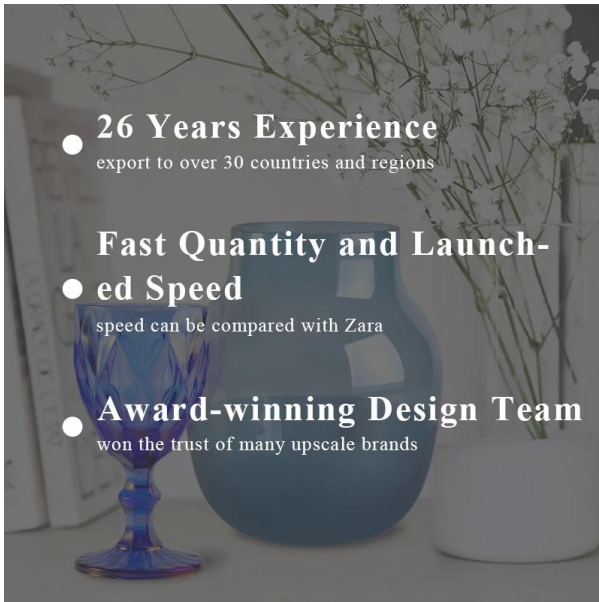 26 Years Experience
export to over 30 countries and regions
Fast Quantity and Launch-
ed Speed
speed can be compared with Zara
Award-winning Design Team
won the trust of many upscale brands